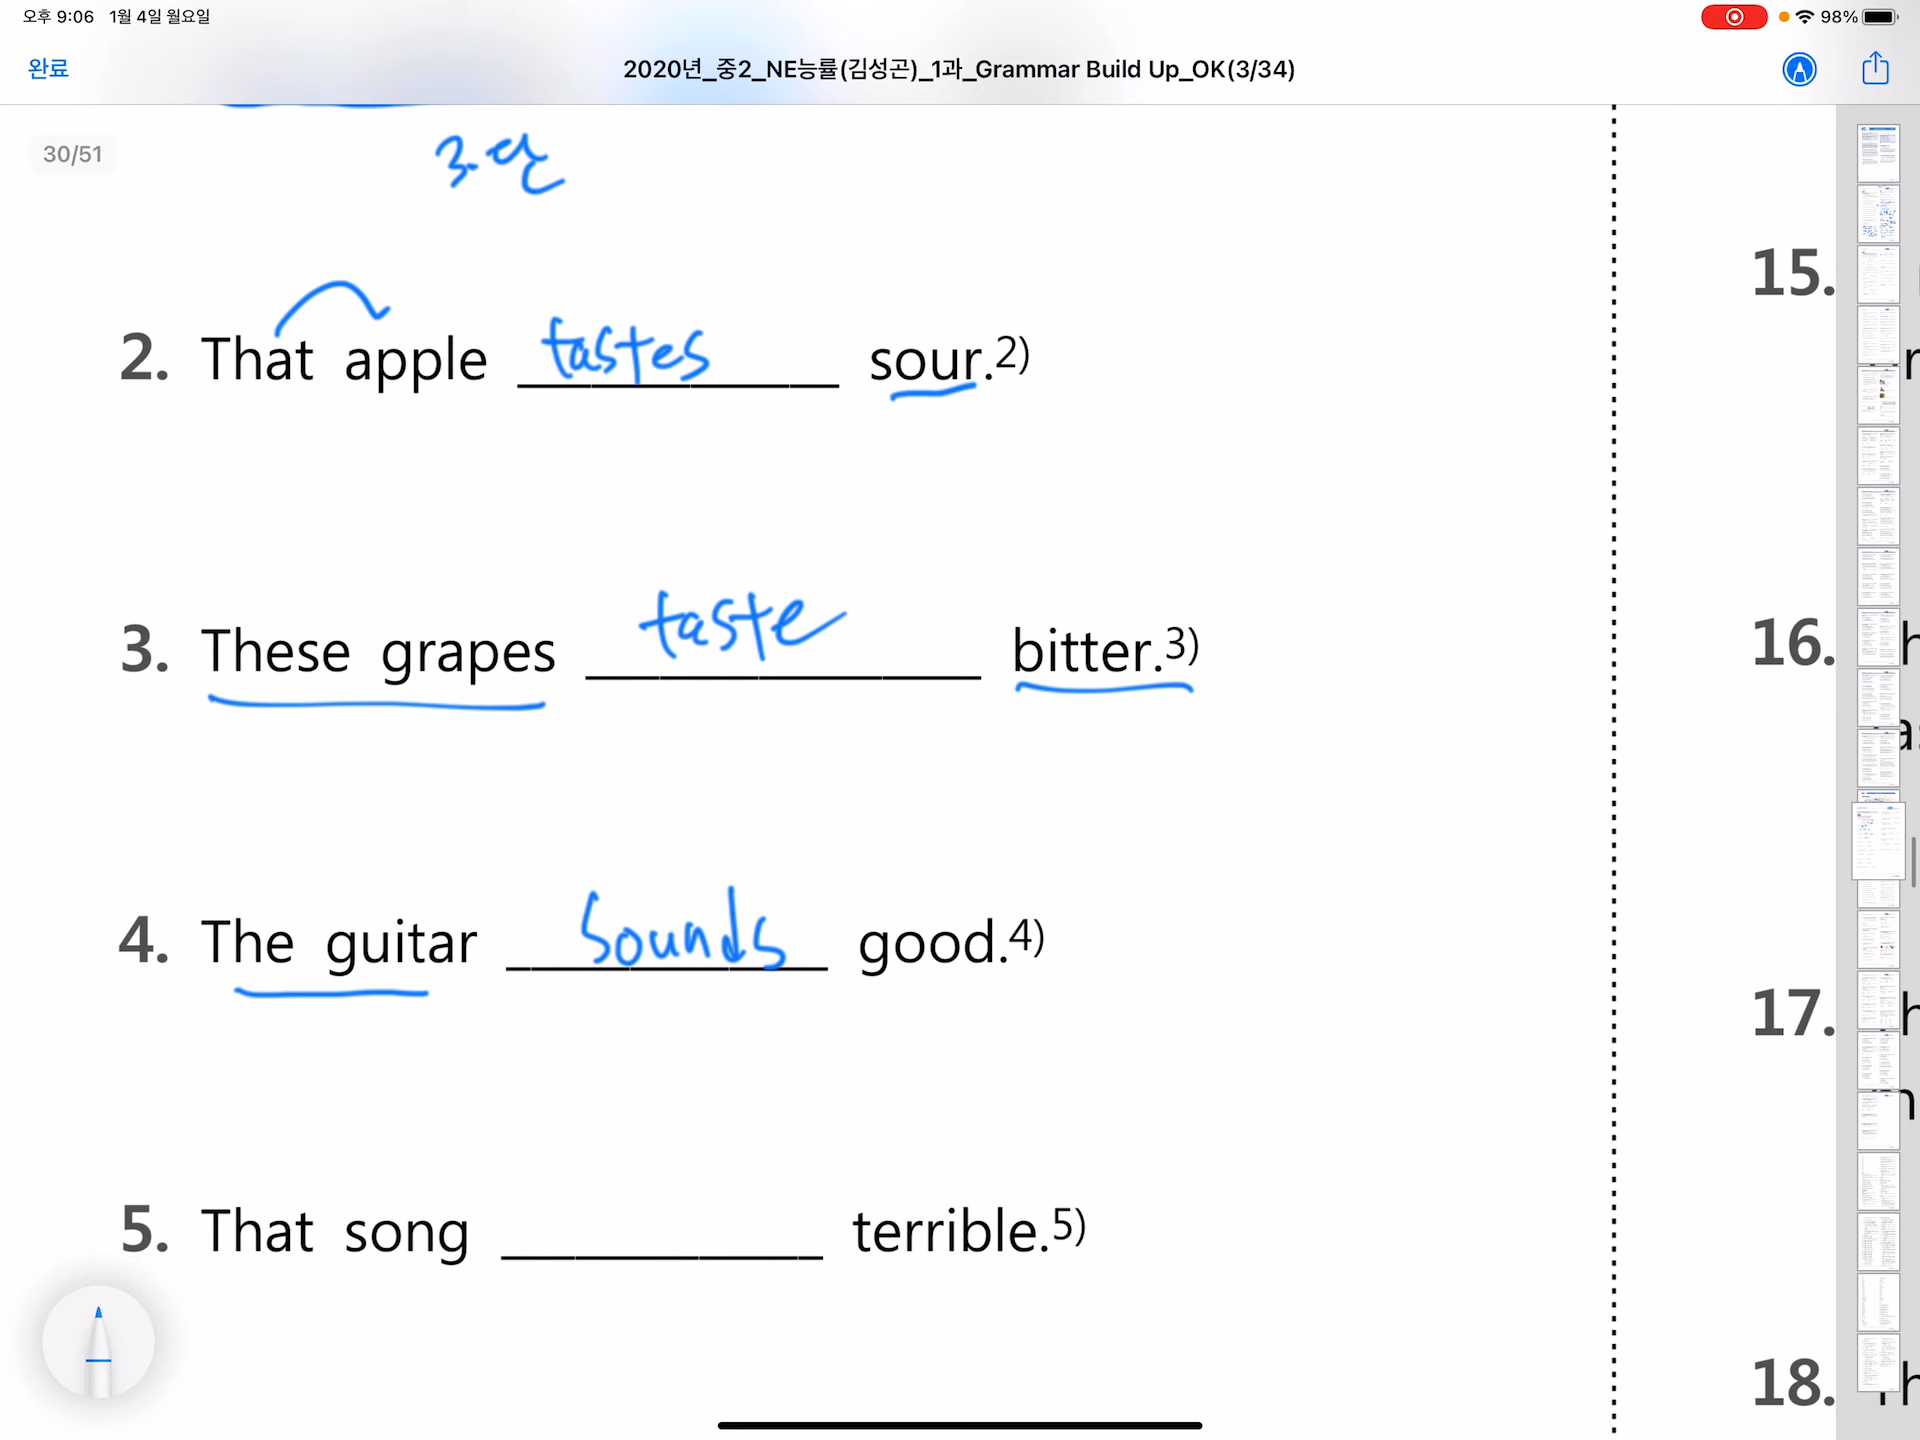 오후 9:06 1월 4일 월요일
98%
완료
2020년_중2_NE능률(김성곤)_1과_Grammar Build Up_OK(3/34)
30/51
3.단
2. That apple tastes sour.2)
3. These grapes taste bitter.3)
4. The guitar sounds good.4)
5. That song __________ terrible.5)
15.
16.
17.
18.